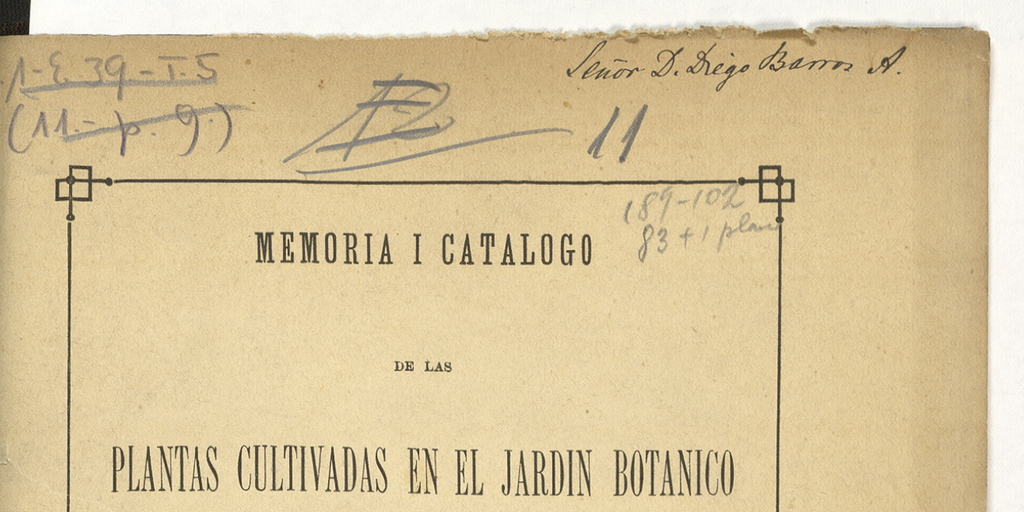 1-E. 39-I.5
Señor D. Diego Barros A.
(11.- p. 9.)
11
189-102
83 + 1 plano
MEMORIA I CATALOGO
DE LAS
PLANTAS CULTIVADAS EN EL JARDIN BOTANICO